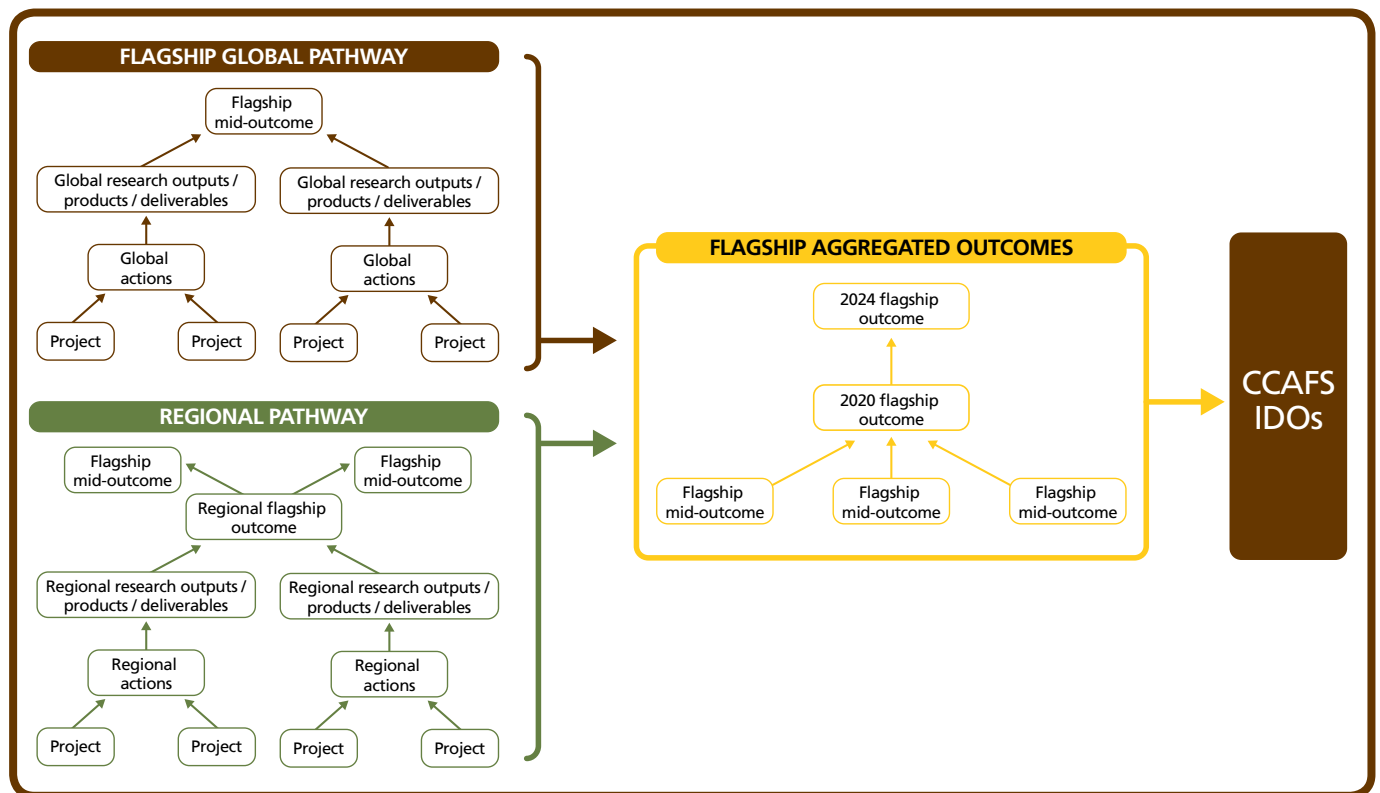 FLAGSHIP GLOBAL PATHWAY
Flagship
mid-outcome
Global research outputs /
products / deliverables
Global research outputs /
products / deliverables
Global
actions
Global
actions
Project
Project
Project
Project
REGIONAL PATHWAY
Flagship
mid-outcome
Flagship
mid-outcome
Regional flagship
outcome
Regional research outputs /
products / deliverables
Regional research outputs /
products / deliverables
Regional
actions
Regional
actions
Project
Project
Project
Project
FLAGSHIP AGGREGATED OUTCOMES
2024 flagship
outcome
2020 flagship
outcome
Flagship
mid-outcome
Flagship
mid-outcome
Flagship
mid-outcome
CCAFS
IDOs